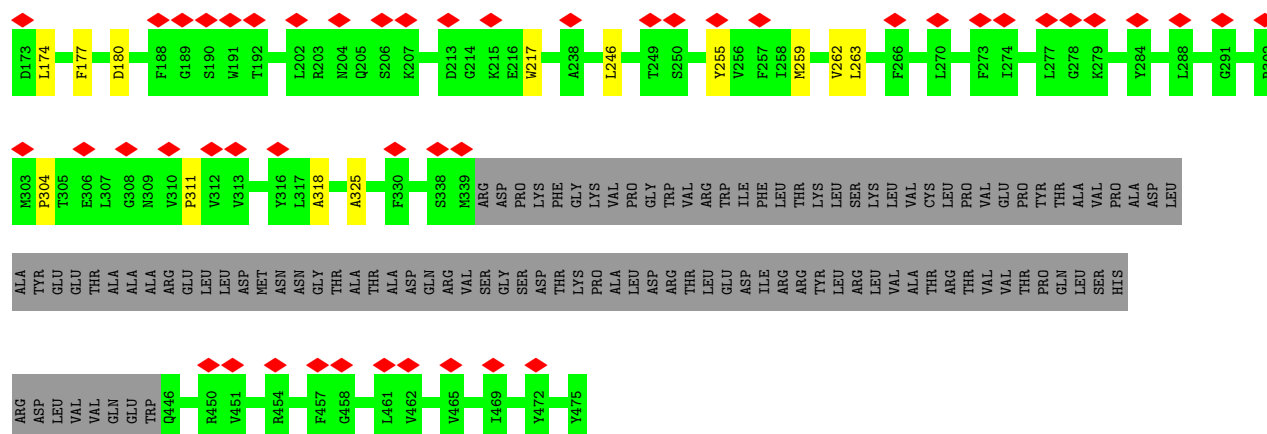 D173 L174 F177 D180 F188 G189 S190 W191 T192 L202 R203 N204 Q205 S206 K207 D213 G214 K215 E216 W217 A238 L246 T249 S250 Y255 V256 F257 I258 M259 V262 L263 F266 L270 F273 I274 L277 G278 K279 Y284 L288 G291
M303 P304 T305 E306 L307 G308 N309 V310 P311 V312 V313 Y316 L317 A318 A325 F330 S338 M339 ARG ASP PRO LYS PHE GLY LYS VAL PRO GLY TRP VAL ARG TRP ILE PHE LEU THR LYS LEU SER LYS LEU VAL CYS LEU PRO VAL GLU PRO TYR THR ALA VAL PRO ALA ASP LEU
ALA TYR GLU GLU THR ALA ALA ALA ARG GLU LEU LEU ASP MET ASN ASN GLY THR ALA THR ALA ASP GLN ARG VAL SER GLY SER ASP THR LYS PRO ALA LEU ASP ARG THR LEU GLU ASP ILE ARG ARG TYR LEU ARG LEU VAL ALA THR ARG THR VAL VAL THR PRO GLN LEU SER HIS
ARG ASP LEU VAL VAL GLN GLU TRP Q446 R450 V451 R454 F457 G458 L461 V462 V465 I469 Y472 Y475